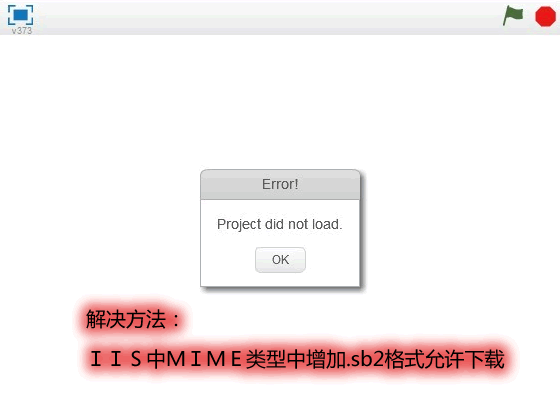 v373
Error!
Project did not load.
OK
解决方法：
ＩＩＳ中ＭＩＭＥ类型中增加.sb2格式允许下载